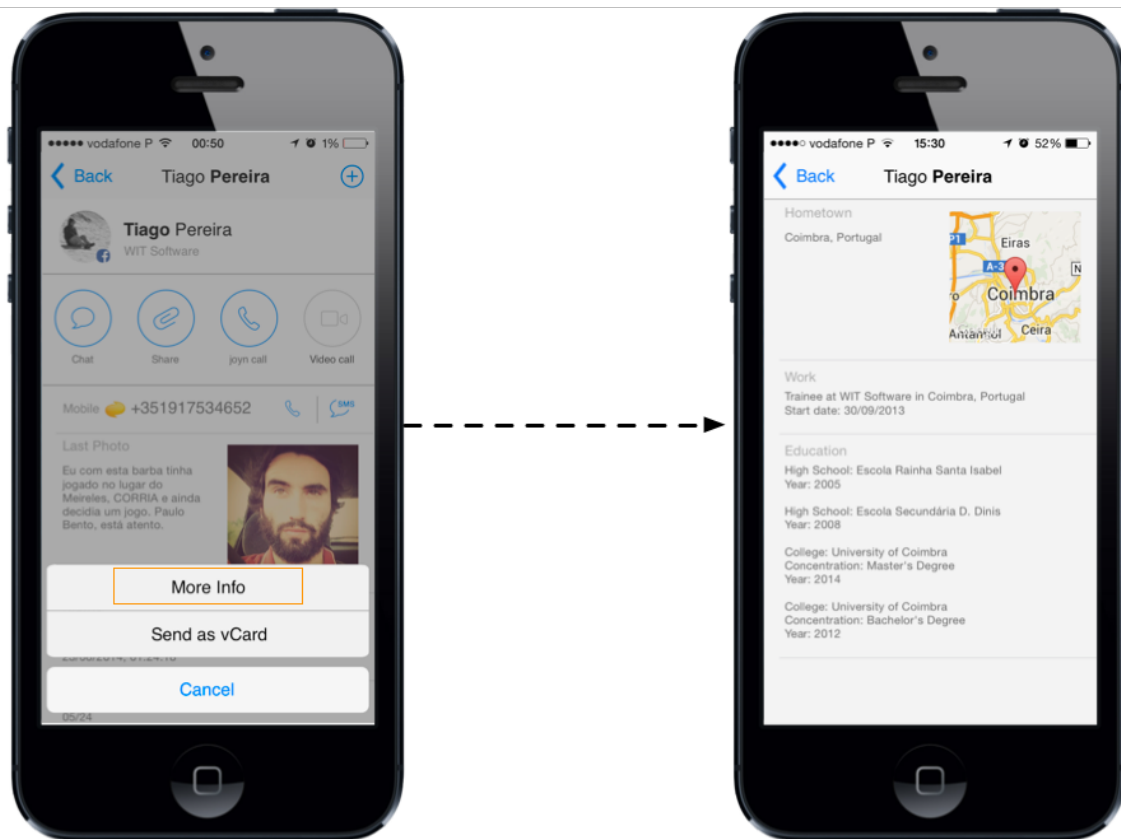 vodafone P 00:50 1%
Back Tiago Pereira
Tiago Pereira
WIT Software
Chat Share joyn call Video call
Mobile +351917534652 SMS
Last Photo
Eu com esta barba tinha
jogado no lugar do
Meireles, CORRIA e ainda
decidia um jogo. Paulo
Bento, está atento.
More Info
Send as vCard
Cancel
05/24
vodafone P 15:30 52%
Back Tiago Pereira
Hometown
Coimbra, Portugal
P1
Eiras
A-3
N
Coimbra
ro
Antanhol
Ceira
Work
Trainee at WIT Software in Coimbra, Portugal
Start date: 30/09/2013
Education
High School: Escola Rainha Santa Isabel
Year: 2005
High School: Escola Secundária D. Dinis
Year: 2008
College: University of Coimbra
Concentration: Master's Degree
Year: 2014
College: University of Coimbra
Concentration: Bachelor's Degree
Year: 2012